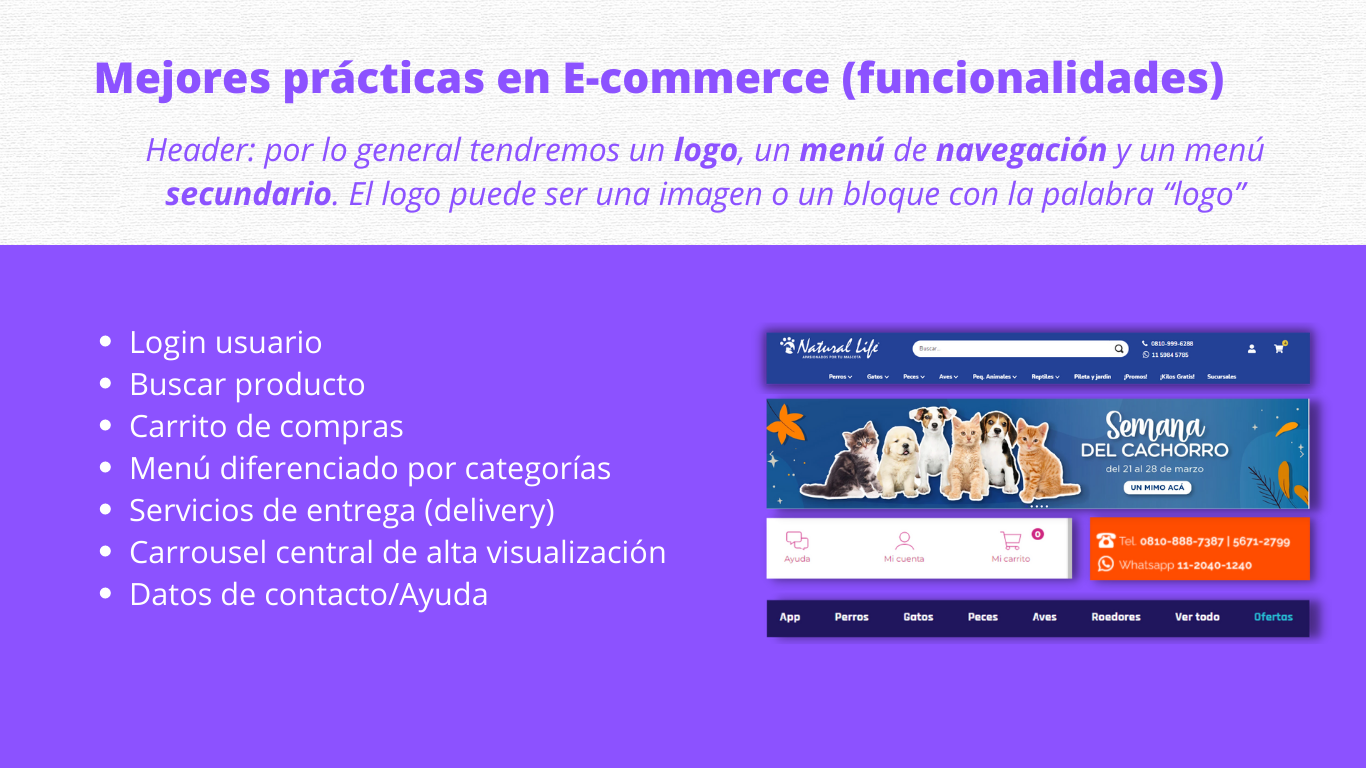 Mejores prácticas en E-commerce (funcionalidades)
Header: por lo general tendremos un logo, un menú de navegación y un menú
secundario. El logo puede ser una imagen o un bloque con la palabra “logo”
• Login usuario
• Buscar producto
• Carrito de compras
• Menú diferenciado por categorías
• Servicios de entrega (delivery)
• Carrousel central de alta visualización
• Datos de contacto/Ayuda
Natural Life
APASIONADOS POR TU MASCOTA
Buscar...
0810-999-6288
11 5984 5785
Perros Gatos Peces Aves Peq. Animales Reptiles Pileta y jardín ¡Promos! ¡Kilos Gratis! Sucursales
Semana
DEL CACHORRO
del 21 al 28 de marzo
UN MIMO ACÁ
Ayuda Mi cuenta Mi carrito 0
Tel. 0810-888-7387 | 5671-2799
Whatsapp 11-2040-1240
App Perros Gatos Peces Aves Roedores Ver todo Ofertas